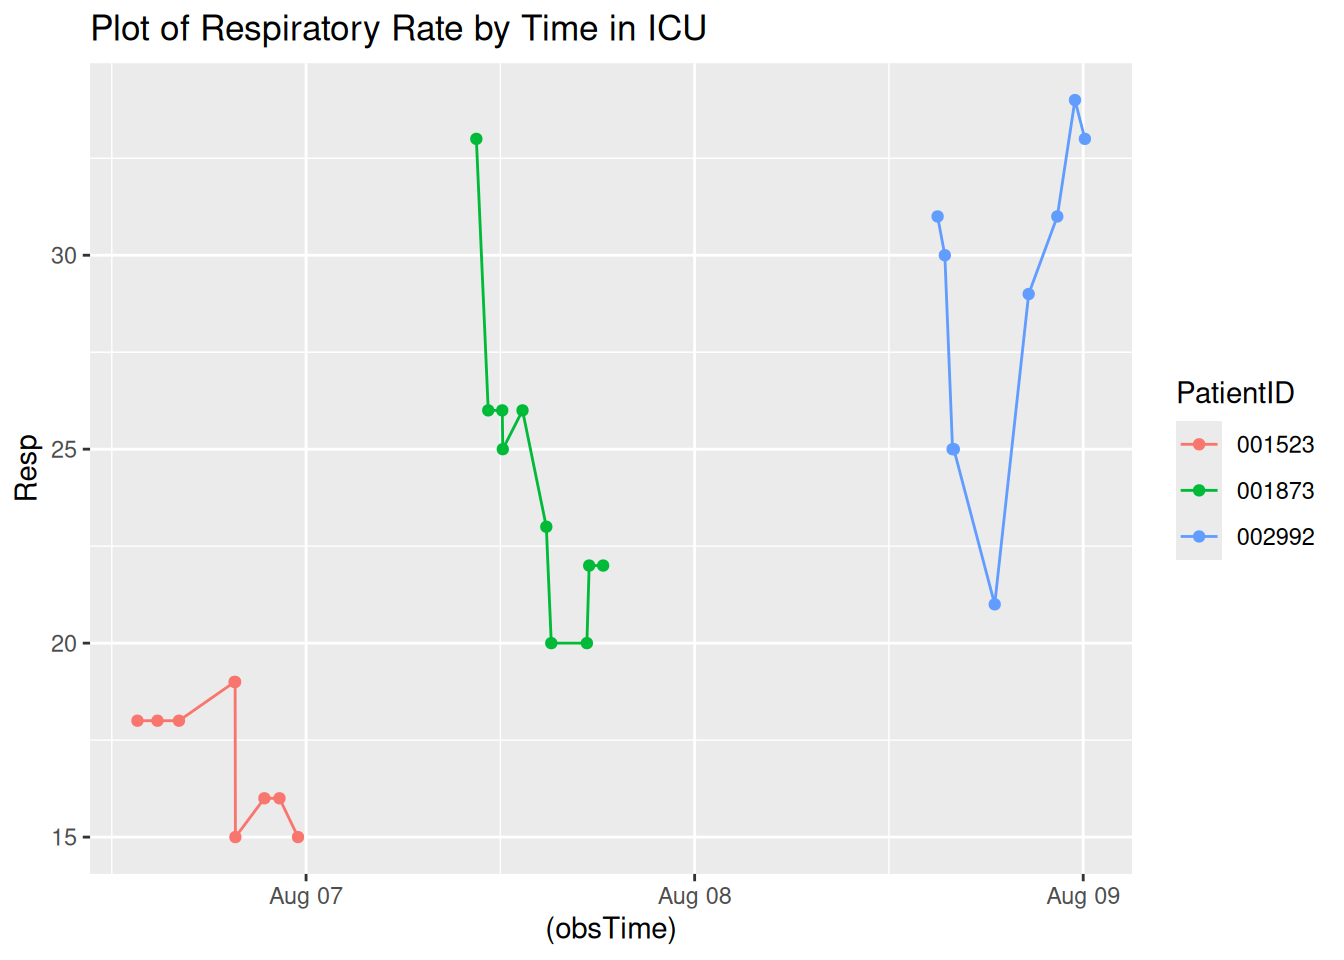 Plot of Respiratory Rate by Time in ICU
Resp
30
25
20
15
Aug 07
Aug 08
Aug 09
(obsTime)
PatientID
001523
001873
002992